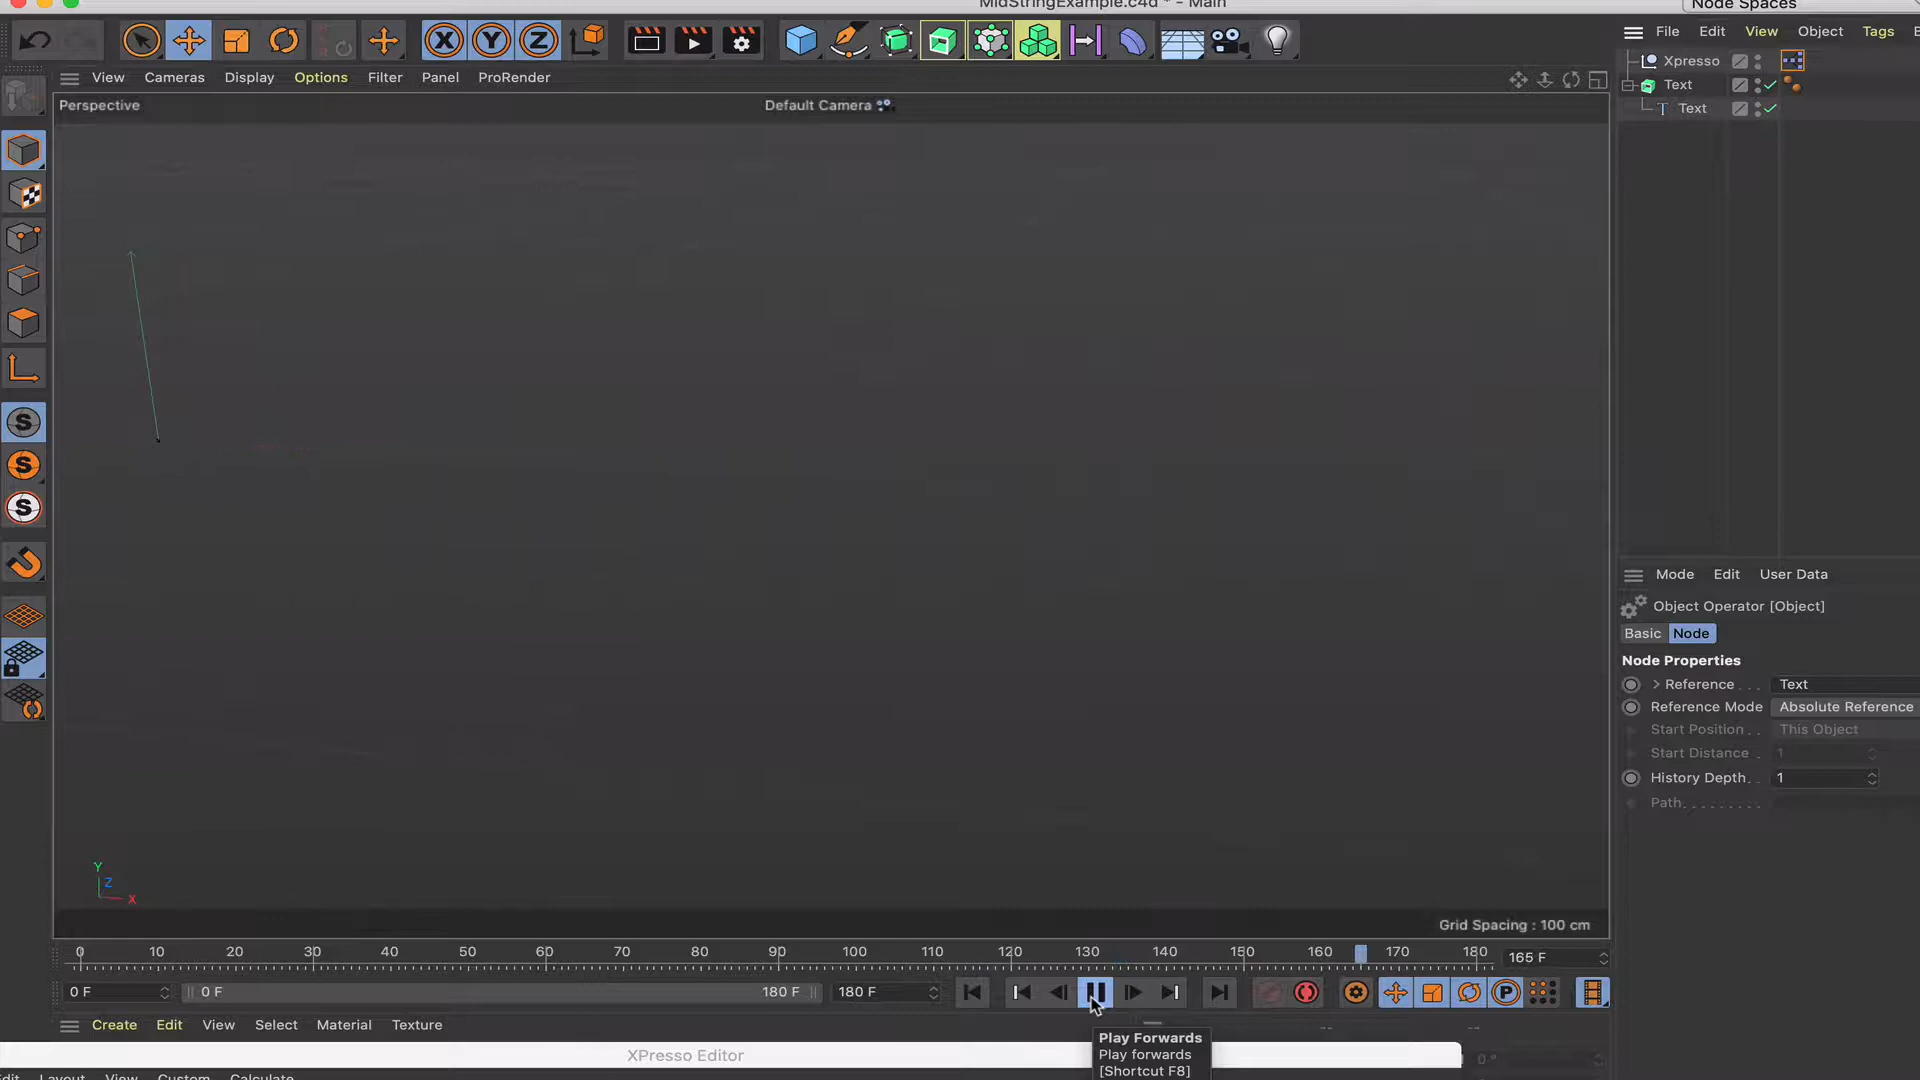 MidStringExample.c4d * - Main
Node Spaces
File Edit View Object Tags
View Cameras Display Options Filter Panel ProRender
Xpresso
Text
Text
Perspective
Default Camera
X Y Z
S
S
S
Mode Edit User Data
Object Operator [Object]
Basic Node
Node Properties
> Reference . . . Text
Reference Mode Absolute Reference
Start Position . . This Object
Start Distance . 1
History Depth. . 1
Path. . . . . . . . .
Y
Z
X
Grid Spacing : 100 cm
0 10 20 30 40 50 60 70 80 90 100 110 120 130 140 150 160 170 180
165 F
0 F 0 F 180 F 180 F
P
Create Edit View Select Material Texture
Play Forwards
Play forwards
[Shortcut F8]
XPresso Editor
0 °
Edit Layout View Custom Calculate